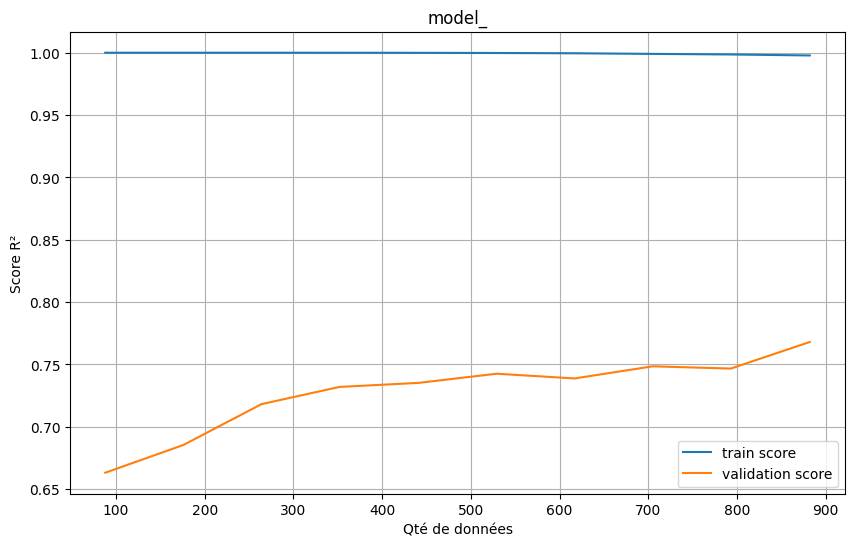 model_
1.00
0.95
0.90
0.85
0.80
0.75
0.70
0.65
Score R²
100 200 300 400 500 600 700 800 900
Qté de données
train score
validation score